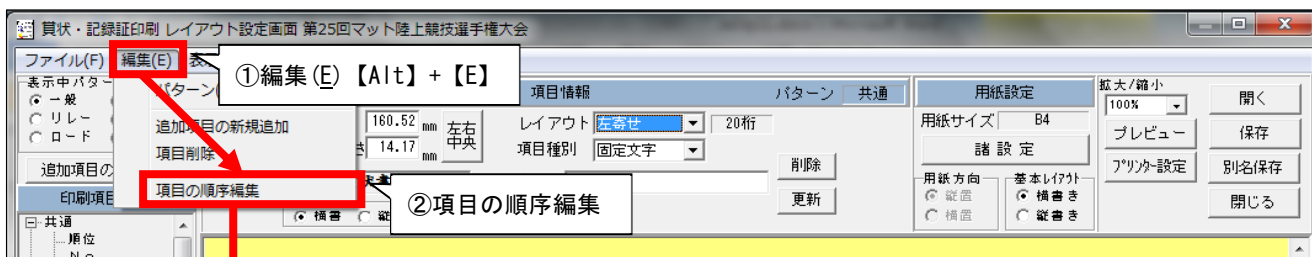 賞状・記録証印刷 レイアウト設定画面 第25回マット陸上競技選手権大会
ファイル(F) 編集(E) 表
①編集(E)【Alt】+【E】
表示中パター
一般
リレー
ロード
パターン(
追加項目の新規追加
項目削除
項目の順序編集
②項目の順序編集
追加項目の
印刷項目
共通
順位
No
160.52 mm 左右中央
さ 14.17 mm
横書 縦
項目情報 パターン 共通
レイアウト 左寄せ 20桁
項目種別 固定文字
削除
更新
用紙設定
用紙サイズ B4
諸 設 定
用紙方向
縦置
横置
基本レイアウト
横書き
縦書き
拡大/縮小
100%
プレビュー
プリンター設定
開く
保存
別名保存
閉じる